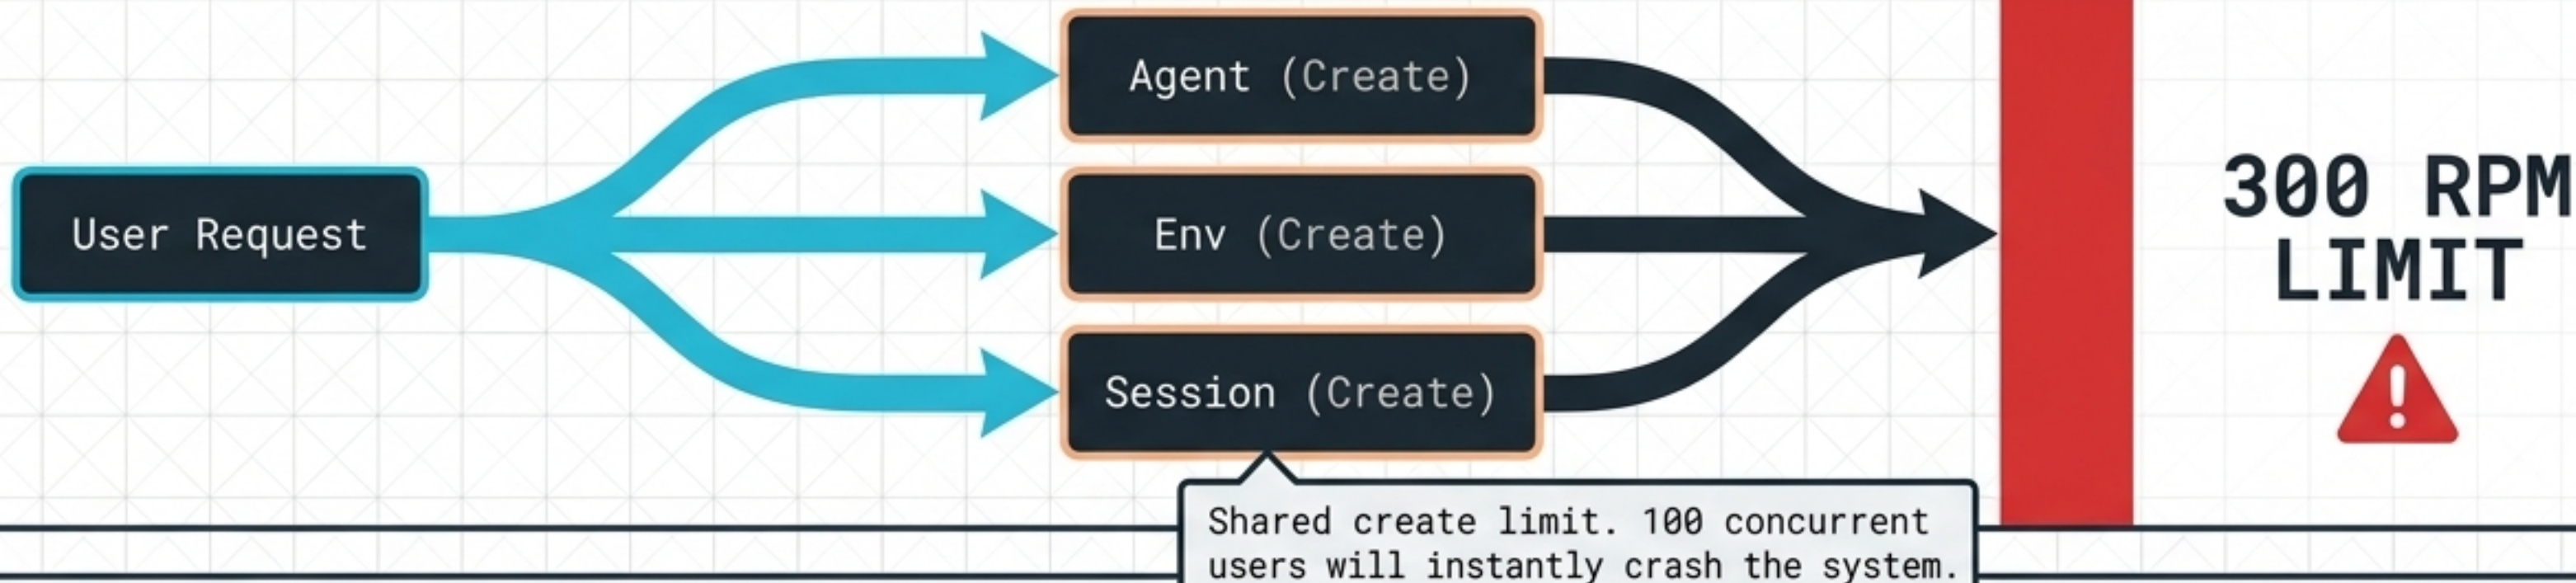 User Request
Agent (Create)
Env (Create)
Session (Create)
Shared create limit. 100 concurrent
users will instantly crash the system.
300 RPM
LIMIT